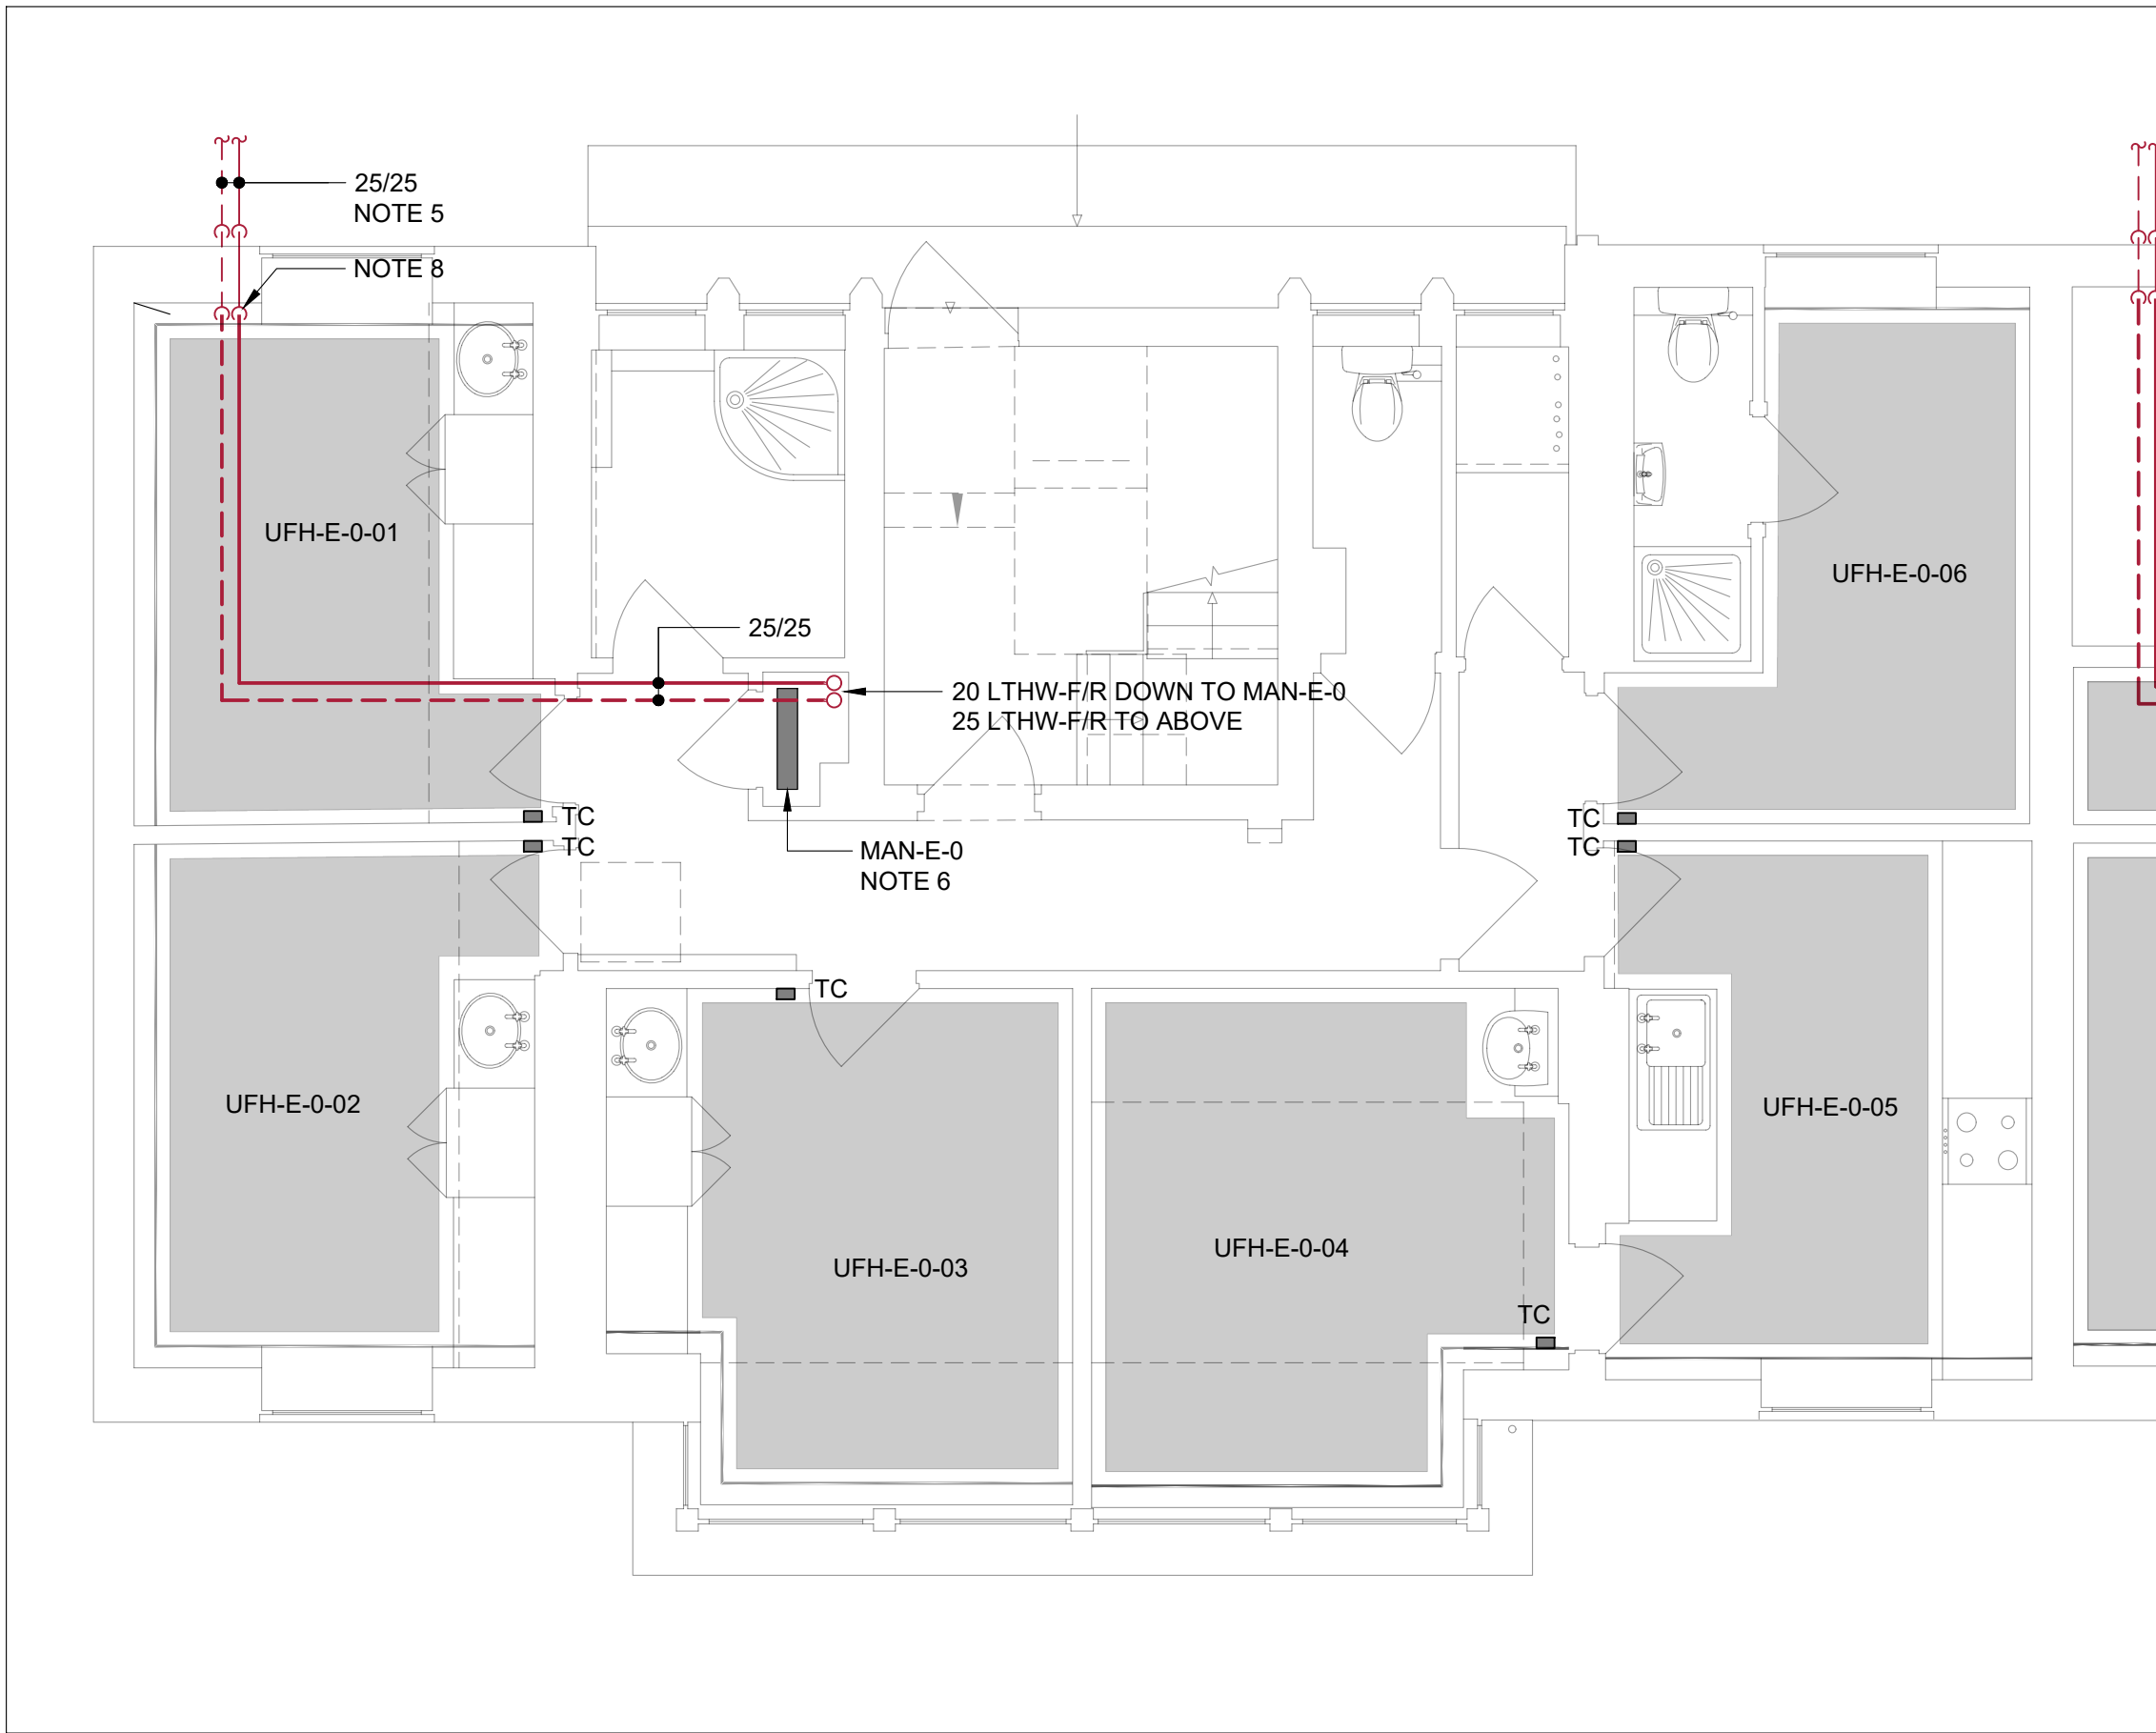 25/25
NOTE 5
NOTE 8
UFH-E-0-01
UFH-E-0-06
25/25
20 LTHW-F/R DOWN TO MAN-E-0
25 LTHW-F/R TO ABOVE
TC
TC
TC
TC
MAN-E-0
NOTE 6
TC
UFH-E-0-02
UFH-E-0-05
UFH-E-0-03
UFH-E-0-04
TC